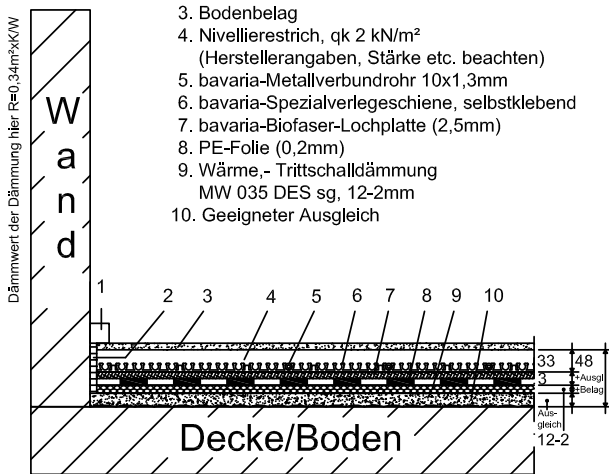 3. Bodenbelag
4. Nivellierestrich, qk 2 kN/m²
(Herstellerangaben, Stärke etc. beachten)
5. bavaria-Metallverbundrohr 10x1,3mm
6. bavaria-Spezialverlegeschiene, selbstklebend
7. bavaria-Biofaser-Lochplatte (2,5mm)
8. PE-Folie (0,2mm)
9. Wärme,- Trittschalldämmung
MW 035 DES sg, 12-2mm
10. Geeigneter Ausgleich
Dämmwert der Dämmung hier R=0,34m²xK/W
Wand
1 2 3 4 5 6 7 8 9 10
33 48
3 +Ausgl
+Belag
Aus-
gleich
12-2
Decke/Boden